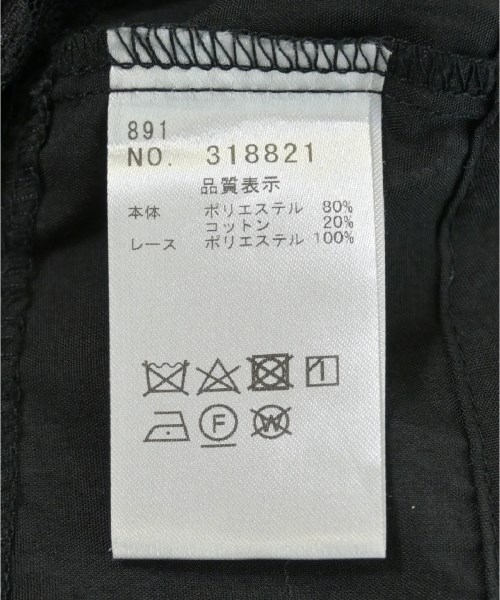 891
NO. 318821
品質表示
本体 ポリエステル 80%
コットン 20%
レース ポリエステル 100%
F W